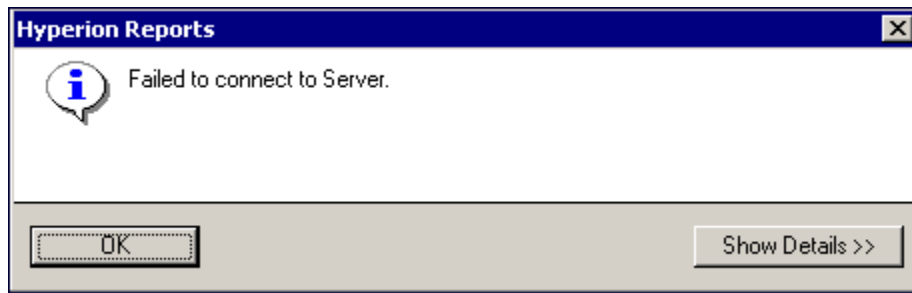 Hyperion Reports
Failed to connect to Server.
OK
Show Details >>